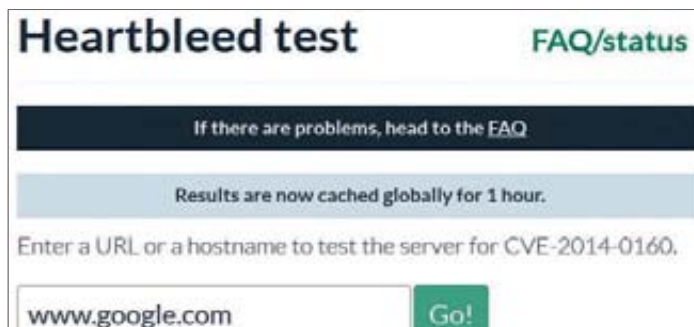 Heartbleed test
FAQ/status
If there are problems, head to the FAQ
Results are now cached globally for 1 hour.
Enter a URL or a hostname to test the server for CVE-2014-0160.
www.google.com
Go!